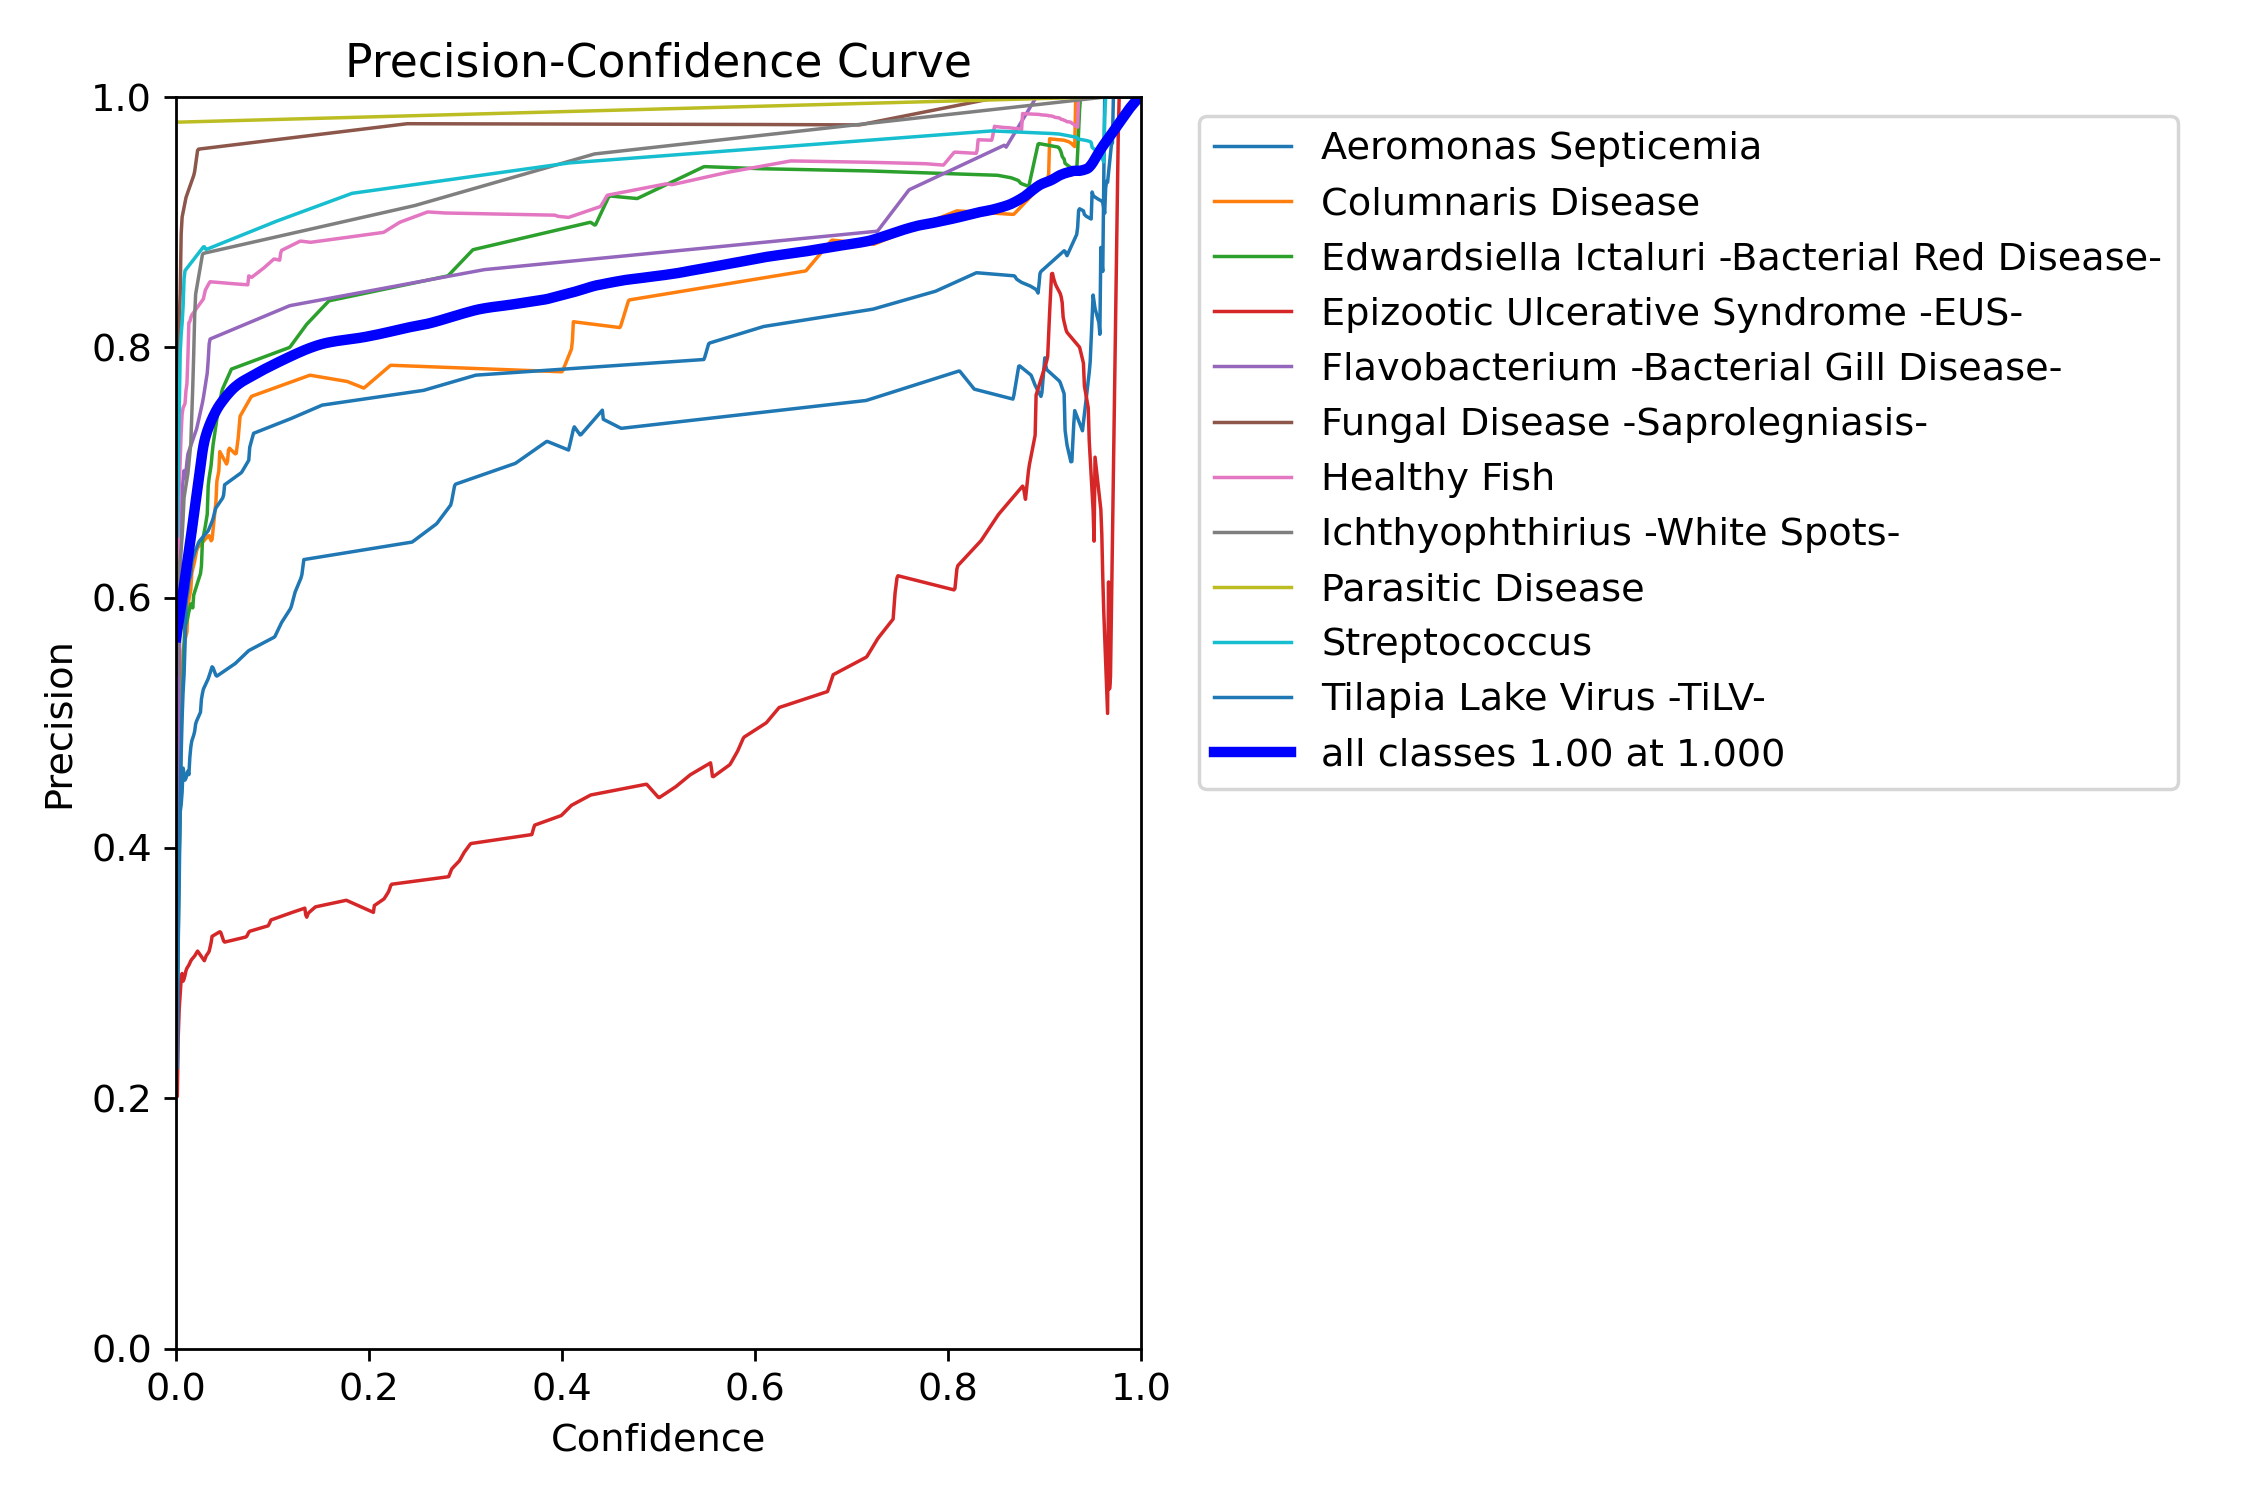 Precision-Confidence Curve
1.0
0.8
0.6
0.4
0.2
0.0
Precision
0.0 0.2 0.4 0.6 0.8 1.0
Confidence
Aeromonas Septicemia
Columnaris Disease
Edwardsiella Ictaluri -Bacterial Red Disease-
Epizootic Ulcerative Syndrome -EUS-
Flavobacterium -Bacterial Gill Disease-
Fungal Disease -Saprolegniasis-
Healthy Fish
Ichthyophthirius -White Spots-
Parasitic Disease
Streptococcus
Tilapia Lake Virus -TiLV-
all classes 1.00 at 1.000